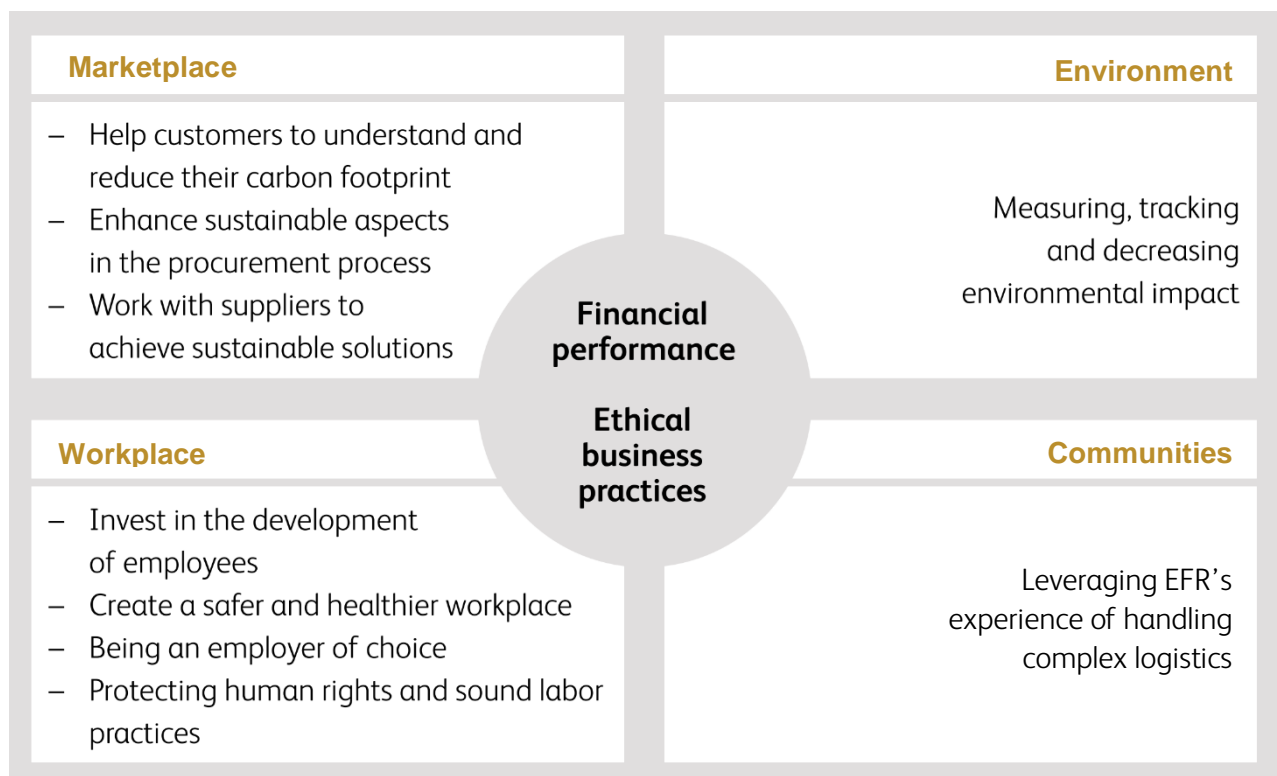 Marketplace
– Help customers to understand and
reduce their carbon footprint
– Enhance sustainable aspects
in the procurement process
– Work with suppliers to
achieve sustainable solutions
Environment
Measuring, tracking
and decreasing
environmental impact
Financial
performance
Ethical
business
practices
Workplace
– Invest in the development
of employees
– Create a safer and healthier workplace
– Being an employer of choice
– Protecting human rights and sound labor
practices
Communities
Leveraging EFR's
experience of handling
complex logistics